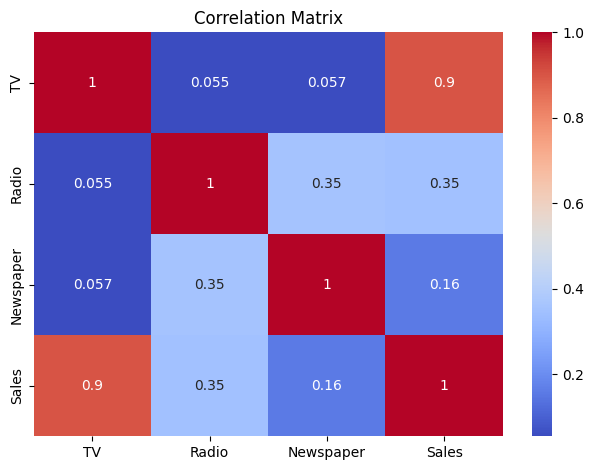 Correlation Matrix
TV 1 0.055 0.057 0.9
Radio 0.055 1 0.35 0.35
Newspaper 0.057 0.35 1 0.16
Sales 0.9 0.35 0.16 1
TV Radio Newspaper Sales
1.0
0.8
0.6
0.4
0.2